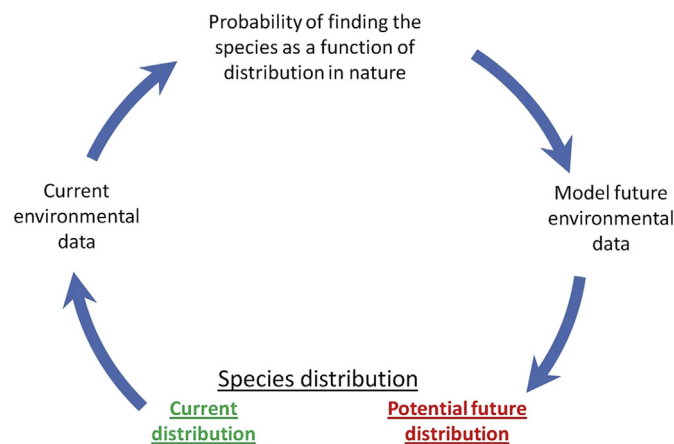 Probability of finding the
species as a function of
distribution in nature
Current
environmental
data
Model future
environmental
data
Species distribution
Current
distribution
Potential future
distribution